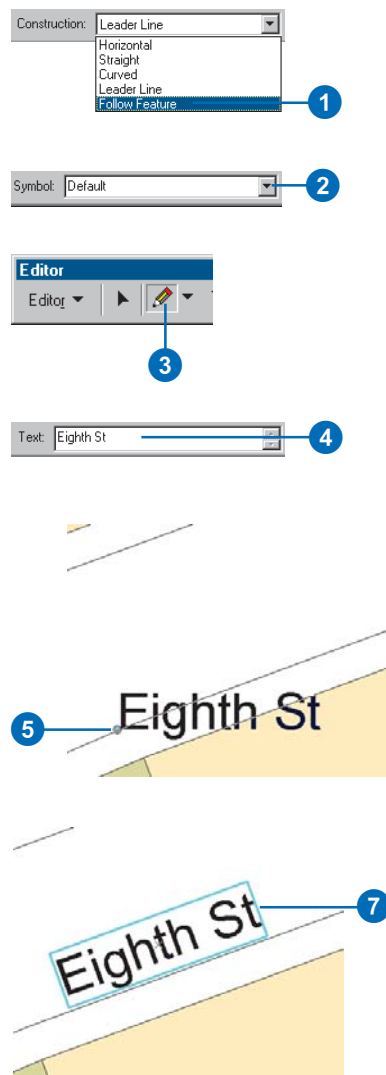 Construction: Leader Line
Horizontal
Straight
Curved
Leader Line
Follow Feature
1
Symbol: Default
2
Editor
Editor
3
Text: Eighth St
4
Eighth St
5
Eighth St
7